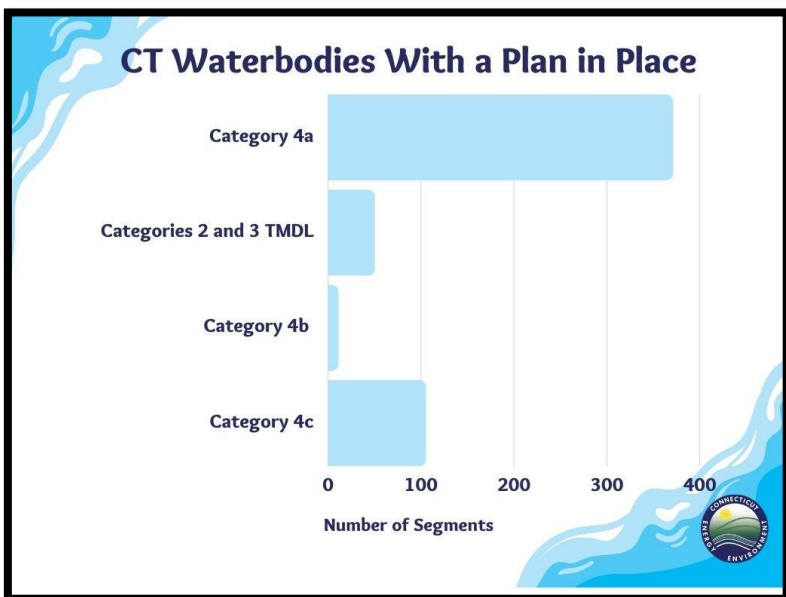 CT Waterbodies With a Plan in Place
Category 4a
Categories 2 and 3 TMDL
Category 4b
Category 4c
0 100 200 300 400
Number of Segments
CONNECTICUT
ENERGY
ENVIRONMENT